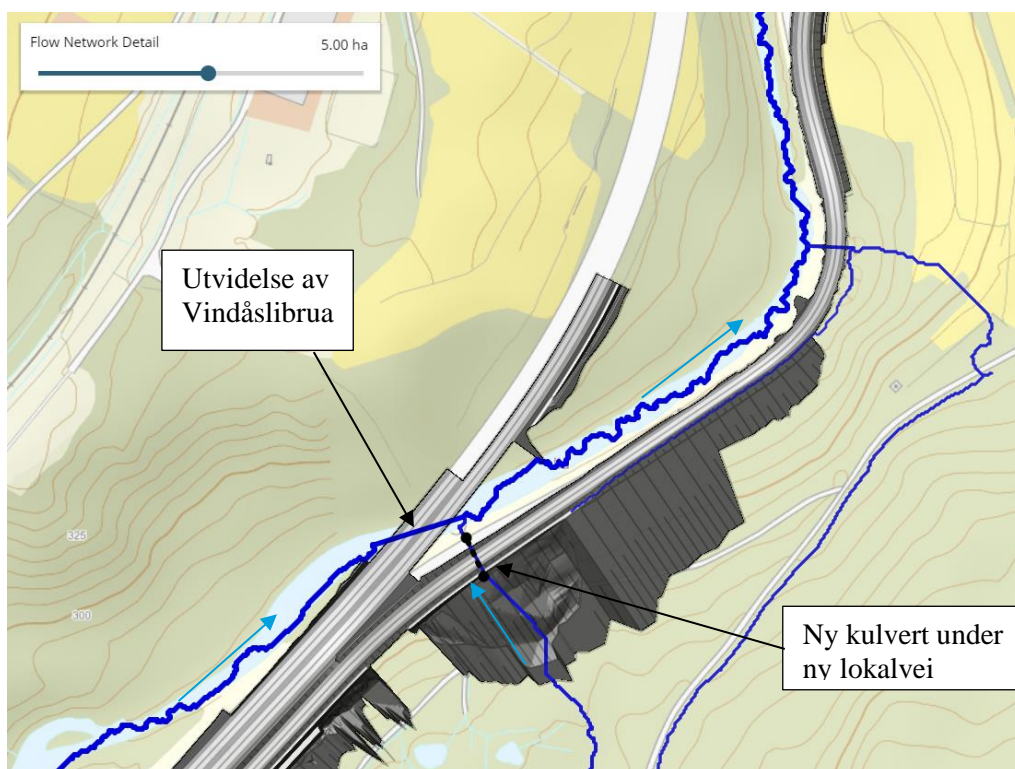 Flow Network Detail 5.00 ha
Utvidelse av
Vindåslibrua
325
300
Ny kulvert under
ny lokalvei